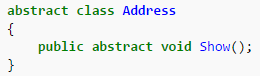 abstract class Address
{
    public abstract void Show();
}